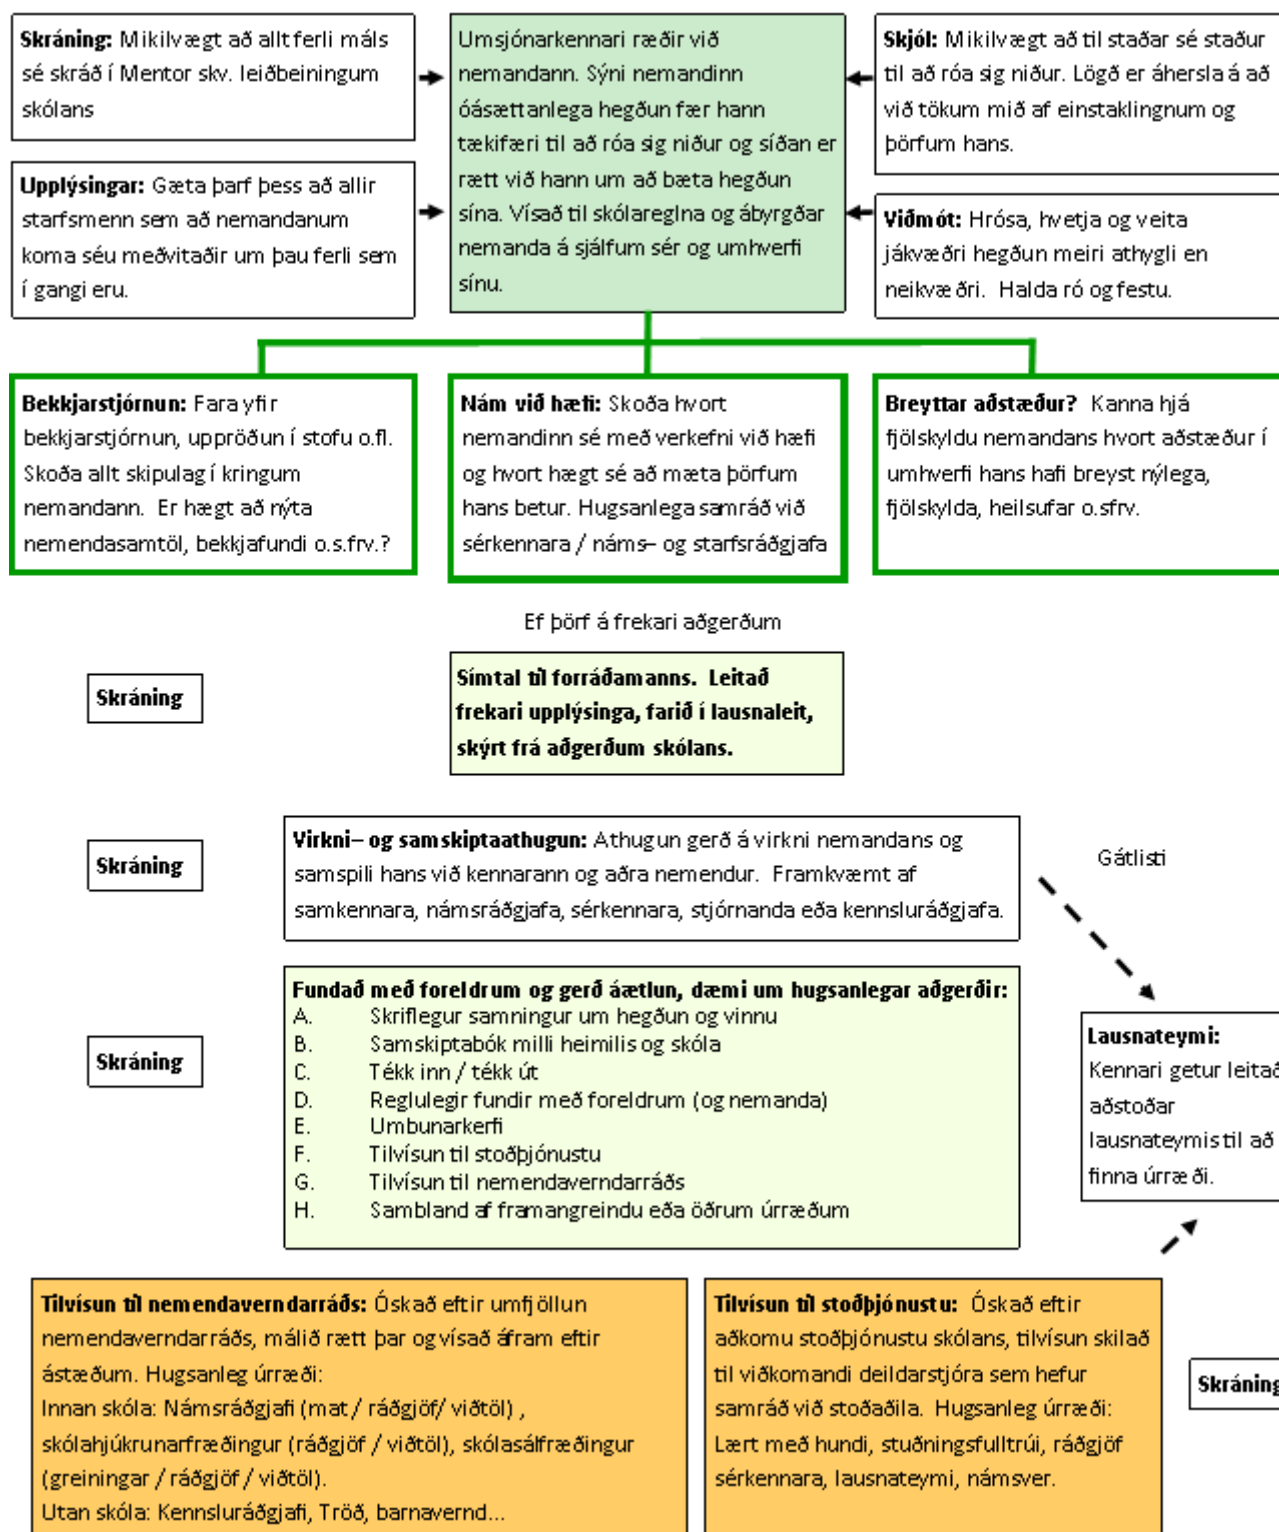 Skráning: Mikilvægt að allt ferli máls
sé skráð í Mentor skv. leiðbeiningum
skólans
Upplýsingar: Gæta þarf þess að allir
starfsmenn sem að nemandanum
koma séu meðvitaðir um þau ferli sem
í gangi eru.
Umsjónarkennari ræðir við
nemandann. Sýni nemandinn
óásættanlega hegðun fær hann
tækifæri til að róa sig niður og síðan er
rætt við hann um að bæta hegðun
sína. Vísað til skólareglna og ábyrgðar
nemanda á sjálfum sér og umhverfi
sínu.
Skjól: Mikilvægt að til staðar sé staður
til að róa sig niður. Lögð er áhersla á að
við tökum mið af einstaklingnum og
þörfum hans.
Viðmót: Hrósa, hvetja og veita
jákvæðri hegðun meiri athygli en
neikvæðri. Halda ró og festu.
Bekkjarstjórnun: Fara yfir
bekkjarstjórnun, uppröðun í stofu o.fl.
Skoða allt skipulag í kringum
nemandann. Er hægt að nýta
nemendasamtöl, bekkjafundi o.s.frv.?
Nám við hæfi: Skoða hvort
nemandinn sé með verkefni við hæfi
og hvort hægt sé að mæta þörfum
hans betur. Hugsanlega samráð við
sérkennara / náms– og starfsráðgjafa
Breyttar aðstæður? Kanna hjá
fjölskyldu nemandans hvort aðstæður í
umhverfi hans hafi breyst nýlega,
fjölskylda, heilsufar o.sfrv.
Ef þörf á frekari aðgerðum
Skráning
Símtal til forráðamanns. Leitað
frekari upplýsinga, farið í lausnaleit,
skýrt frá aðgerðum skólans.
Skráning
Virkni– og samskiptaathugun: Athugun gerð á virkni nemandans og
samspili hans við kennarann og aðra nemendur. Framkvæmt af
samkennara, námsráðgjafa, sérkennara, stjórnanda eða kennsluráðgjafa.
Gátlisti
Skráning
Fundað með foreldrum og gerð áætlun, dæmi um hugsanlegar aðgerðir:
A. Skriflegur samningur um hegðun og vinnu
B. Samskiptabók milli heimilis og skóla
C. Tékk inn / tékk út
D. Reglulegir fundir með foreldrum (og nemanda)
E. Umbunarkerfi
F. Tilvísun til stoðþjónustu
G. Tilvísun til nemendaverndarráðs
H. Sambland af framangreindu eða öðrum úrræðum
Lausnateymi:
Kennari getur leitað
aðstoðar
lausnateymis til að
finna úrræði.
Tilvísun til nemendaverndarráðs: Óskað eftir umfjöllun
nemendaverndarráðs, málið rætt þar og vísað áfram eftir
ástæðum. Hugsanleg úrræði:
Innan skóla: Námsráðgjafi (mat / ráðgjöf/ viðtöl) ,
skólahjúkrunarfræðingur (ráðgjöf / viðtöl), skólasálfræðingur
(greiningar / ráðgjöf / viðtöl).
Utan skóla: Kennsluráðgjafi, Tröð, barnavernd...
Tilvísun til stoðþjónustu: Óskað eftir
aðkomu stoðþjónustu skólans, tilvísun skilað
til viðkomandi deildarstjóra sem hefur
samráð við stoðaðila. Hugsanleg úrræði:
Lært með hundi, stuðningsfulltrúi, ráðgjöf
sérkennara, lausnateymi, námsver.
Skráning